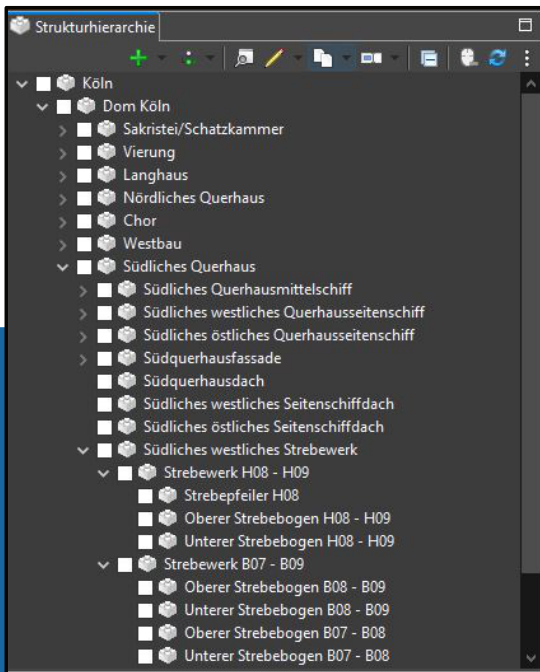 Strukturhierarchie
Köln
Dom Köln
Sakristei/Schatzkammer
Vierung
Langhaus
Nördliches Querhaus
Chor
Westbau
Südliches Querhaus
Südliches Querhausmittelschiff
Südliches westliches Querhausseitenschiff
Südliches östliches Querhausseitenschiff
Südquerhausfassade
Südquerhausdach
Südliches westliches Seitenschiffdach
Südliches östliches Seitenschiffdach
Südliches westliches Strebewerk
Strebewerk H08 - H09
Strebepfeiler H08
Oberer Strebebogen H08 - H09
Unterer Strebebogen H08 - H09
Strebewerk B07 - B09
Oberer Strebebogen B08 - B09
Unterer Strebebogen B08 - B09
Oberer Strebebogen B07 - B08
Unterer Strebebogen B07 - B08